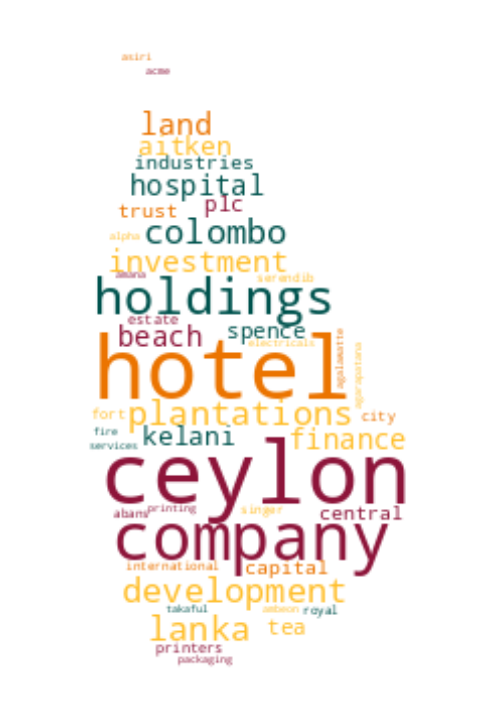 asiri
acme
land
aitken
industries
hospital
trust plc
alpha colombo
investment
amana serendib
holdings
estate spence
beach electricals
hotel agalawatte agarapatana
fort plantations city
fire kelani finance
services
ceylon
abans printing singer central
company
international capital
development
takaful ambeon royal
lanka tea
printers
packaging